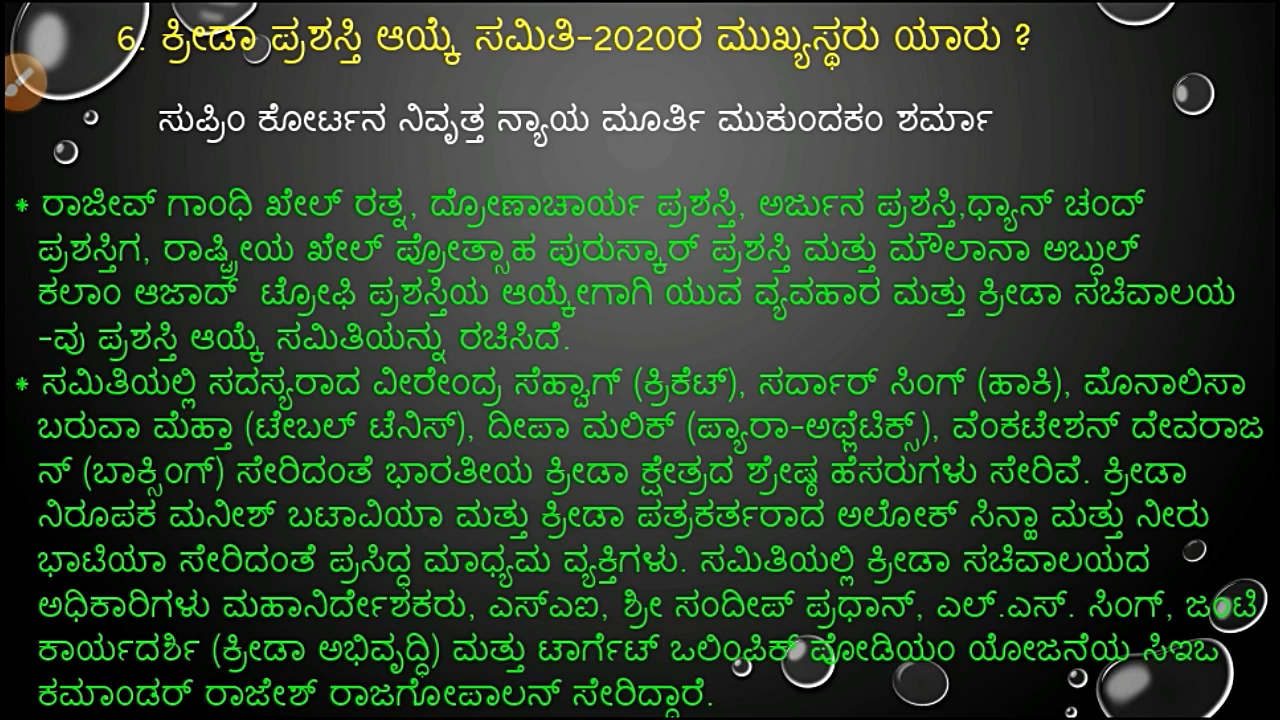 6. ಕ್ರೀಡಾ ಪ್ರಶಸ್ತಿ ಆಯ್ಕೆ ಸಮಿತಿ-2020ರ ಮುಖ್ಯಸ್ಥರು ಯಾರು ?
ಸುಪ್ರಿಂ ಕೋರ್ಟನ ನಿವೃತ್ತ ನ್ಯಾಯ ಮೂರ್ತಿ ಮುಕುಂದಕಂ ಶರ್ಮಾ
* ರಾಜೀವ್ ಗಾಂಧಿ ಖೇಲ್ ರತ್ನ, ದ್ರೋಣಾಚಾರ್ಯ ಪ್ರಶಸ್ತಿ, ಅರ್ಜುನ ಪ್ರಶಸ್ತಿ,ಧ್ಯಾನ್ ಚಂದ್
ಪ್ರಶಸ್ತಿಗ, ರಾಷ್ಟ್ರೀಯ ಖೇಲ್ ಪ್ರೋತ್ಸಾಹ ಪುರುಸ್ಕಾರ್ ಪ್ರಶಸ್ತಿ ಮತ್ತು ಮೌಲಾನಾ ಅಬ್ದುಲ್
ಕಲಾಂ ಆಜಾದ್ ಟ್ರೋಫಿ ಪ್ರಶಸ್ತಿಯ ಆಯ್ಕೇಗಾಗಿ ಯುವ ವ್ಯವಹಾರ ಮತ್ತು ಕ್ರೀಡಾ ಸಚಿವಾಲಯ
-ವು ಪ್ರಶಸ್ತಿ ಆಯ್ಕೆ ಸಮಿತಿಯನ್ನು ರಚಿಸಿದೆ.
* ಸಮಿತಿಯಲ್ಲಿ ಸದಸ್ಯರಾದ ವೀರೇಂದ್ರ ಸೆಹ್ವಾಗ್ (ಕ್ರಿಕೆಟ್), ಸರ್ದಾರ್ ಸಿಂಗ್ (ಹಾಕಿ), ಮೊನಾಲಿಸಾ
ಬರುವಾ ಮೆಹ್ತಾ (ಟೇಬಲ್ ಟೆನಿಸ್), ದೀಪಾ ಮಲಿಕ್ (ಪ್ಯಾರಾ-ಅಥ್ಲೆಟಿಕ್ಸ್), ವೆಂಕಟೇಶನ್ ದೇವರಾಜ
ನ್ (ಬಾಕ್ಸಿಂಗ್) ಸೇರಿದಂತೆ ಭಾರತೀಯ ಕ್ರೀಡಾ ಕ್ಷೇತ್ರದ ಶ್ರೇಷ್ಠ ಹೆಸರುಗಳು ಸೇರಿವೆ. ಕ್ರೀಡಾ
ನಿರೂಪಕ ಮನೀಶ್ ಬಟಾವಿಯಾ ಮತ್ತು ಕ್ರೀಡಾ ಪತ್ರಕರ್ತರಾದ ಅಲೋಕ್ ಸಿನ್ಹಾ ಮತ್ತು ನೀರು
ಭಾಟಿಯಾ ಸೇರಿದಂತೆ ಪ್ರಸಿದ್ಧ ಮಾಧ್ಯಮ ವ್ಯಕ್ತಿಗಳು. ಸಮಿತಿಯಲ್ಲಿ ಕ್ರೀಡಾ ಸಚಿವಾಲಯದ
ಅಧಿಕಾರಿಗಳು ಮಹಾನಿರ್ದೇಶಕರು, ಎಸ್ಎಐ, ಶ್ರೀ ಸಂದೀಪ್ ಪ್ರಧಾನ್, ಎಲ್.ಎಸ್. ಸಿಂಗ್, ಜಂಟಿ
ಕಾರ್ಯದರ್ಶಿ (ಕ್ರೀಡಾ ಅಭಿವೃದ್ಧಿ) ಮತ್ತು ಟಾರ್ಗೆಟ್ ಒಲಿಂಪಿಕ್ ಪೋಡಿಯಂ ಯೋಜನೆಯ ಸಿಇಒ
ಕಮಾಂಡರ್ ರಾಜೇಶ್ ರಾಜಗೋಪಾಲನ್ ಸೇರಿದ್ದಾರೆ.